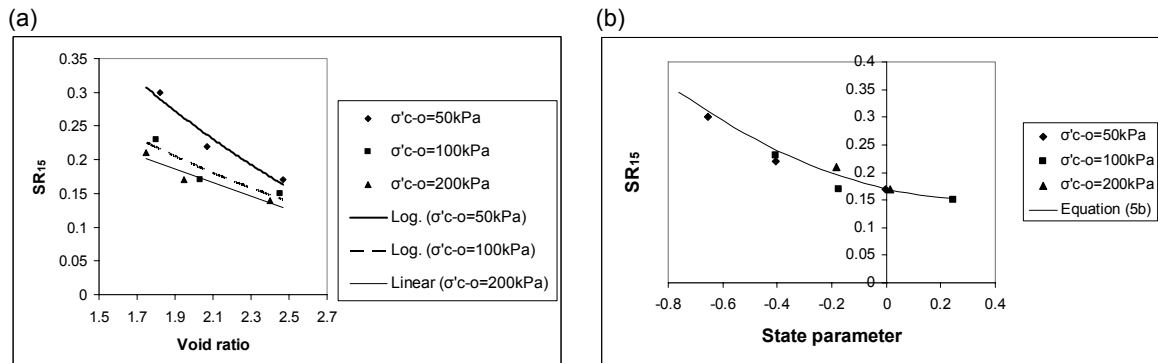 (a)
0.35
0.3
0.25
0.2
0.15
0.1
0.05
0
SR15
1.5 1.7 1.9 2.1 2.3 2.5 2.7
Void ratio
σ'c-o=50kPa
σ'c-o=100kPa
σ'c-o=200kPa
Log. (σ'c-o=50kPa)
Log. (σ'c-o=100kPa)
Linear (σ'c-o=200kPa)
(b)
0.4
0.35
0.3
0.25
0.2
0.15
0.1
0.05
0
SR15
-0.8 -0.6 -0.4 -0.2 0 0.2 0.4
State parameter
σ'c-o=50kPa
σ'c-o=100kPa
σ'c-o=200kPa
Equation (5b)